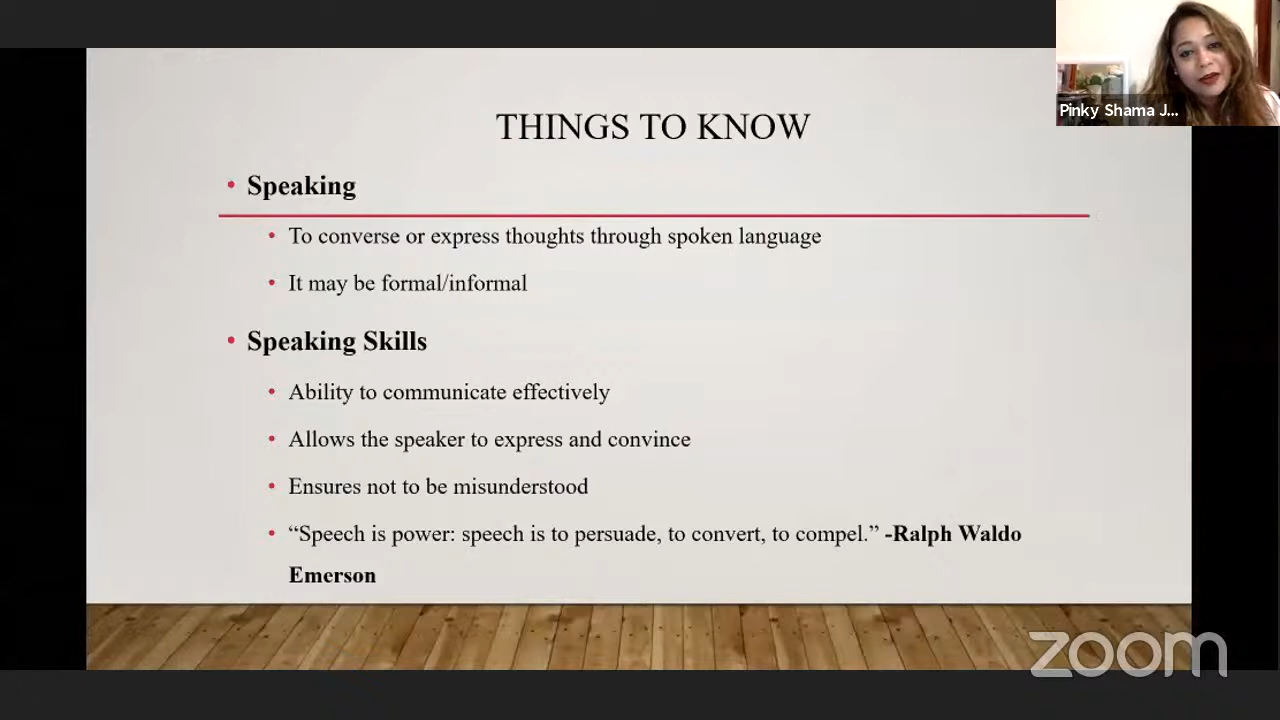 Pinky Shama J...
THINGS TO KNOW
• Speaking
• To converse or express thoughts through spoken language
• It may be formal/informal
• Speaking Skills
• Ability to communicate effectively
• Allows the speaker to express and convince
• Ensures not to be misunderstood
• “Speech is power: speech is to persuade, to convert, to compel.” -Ralph Waldo
Emerson
zoom